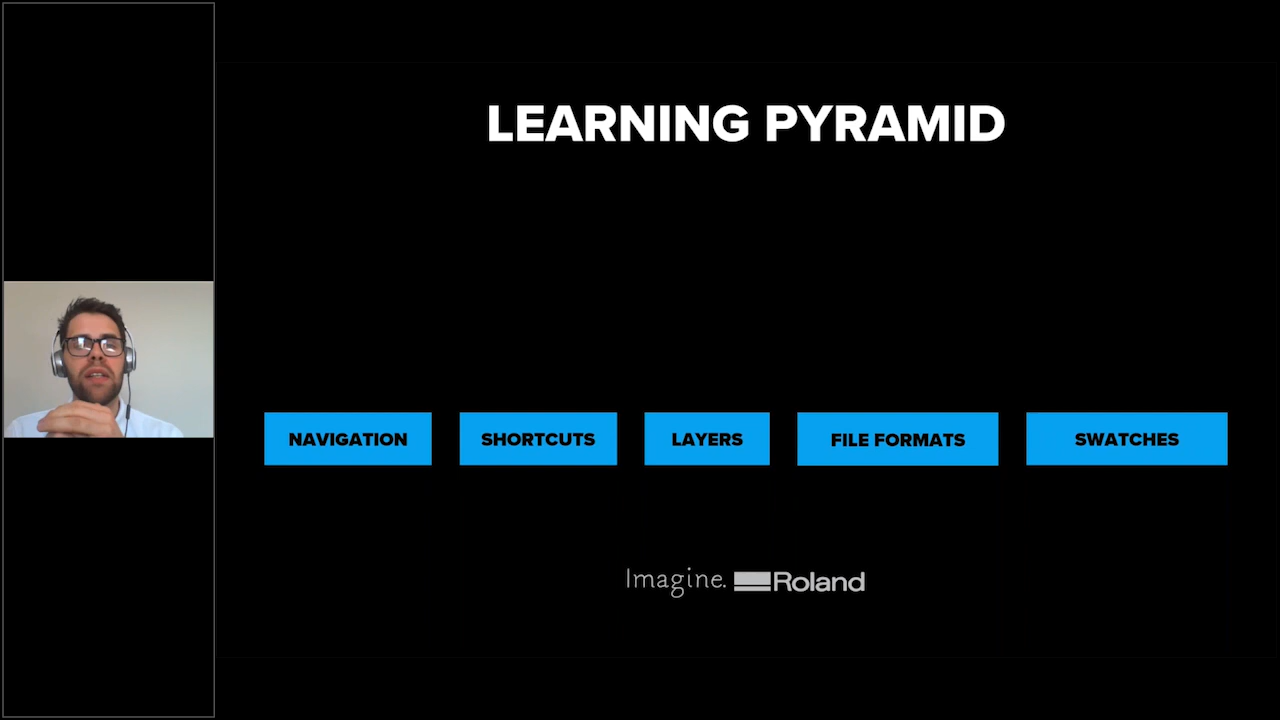 LEARNING PYRAMID
NAVIGATION SHORTCUTS LAYERS FILE FORMATS SWATCHES
Imagine. Roland